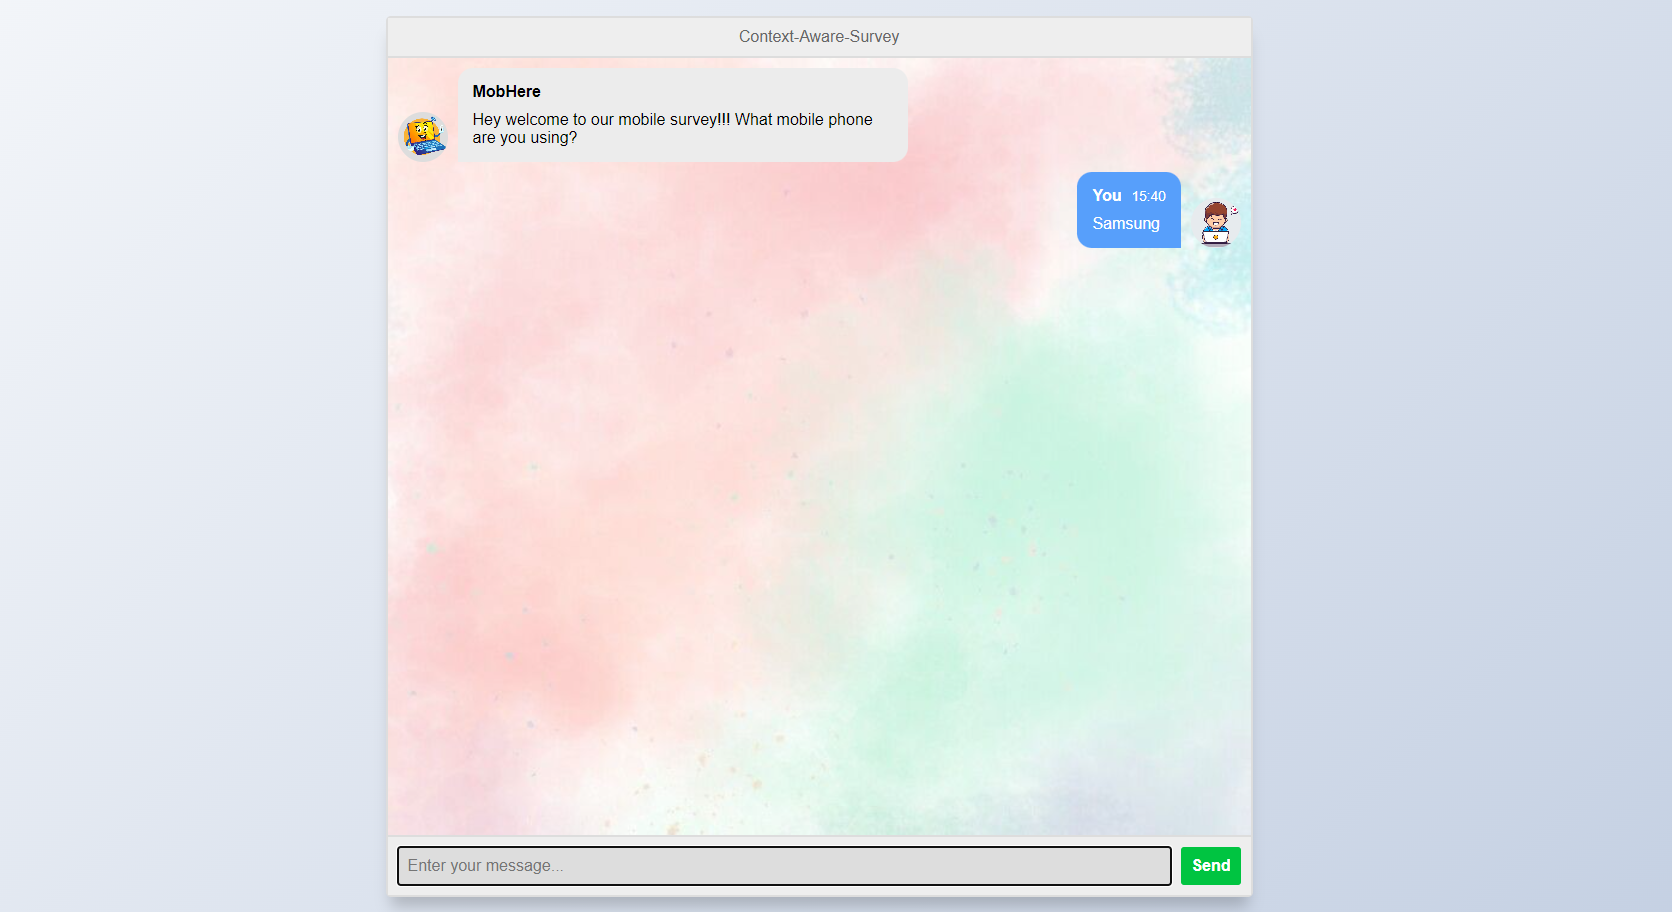 Context-Aware-Survey
MobHere
Hey welcome to our mobile survey!!! What mobile phone
are you using?
You 15:40
Samsung
Enter your message...
Send